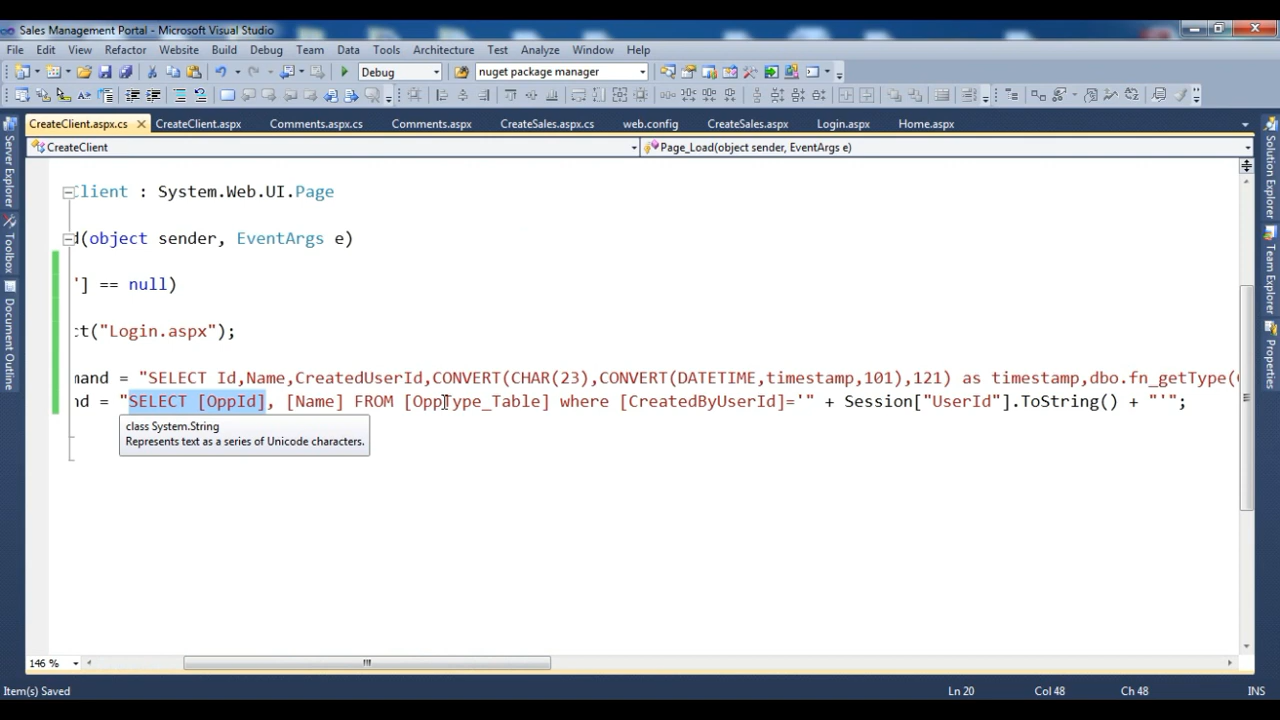 Sales Management Portal - Microsoft Visual Studio
File Edit View Refactor Website Build Debug Team Data Tools Architecture Test Analyze Window Help
Debug nuget package manager
CreateClient.aspx.cs CreateClient.aspx Comments.aspx.cs Comments.aspx CreateSales.aspx.cs web.config CreateSales.aspx Login.aspx Home.aspx
CreateClient Page_Load(object sender, EventArgs e)
Client : System.Web.UI.Page
d(object sender, EventArgs e)
"] == null)
ct("Login.aspx");
mand = "SELECT Id,Name,CreatedUserId,CONVERT(CHAR(23),CONVERT(DATETIME,timestamp,101),121) as timestamp,dbo.fn_getType(
nd = "SELECT [OppId], [Name] FROM [OppType_Table] where [CreatedByUserId]='" + Session["UserId"].ToString() + "'";
class System.String
Represents text as a series of Unicode characters.
Server Explorer
Toolbox
Document Outline
Solution Explorer
Team Explorer
Properties
146 %
Item(s) Saved Ln 20 Col 48 Ch 48 INS